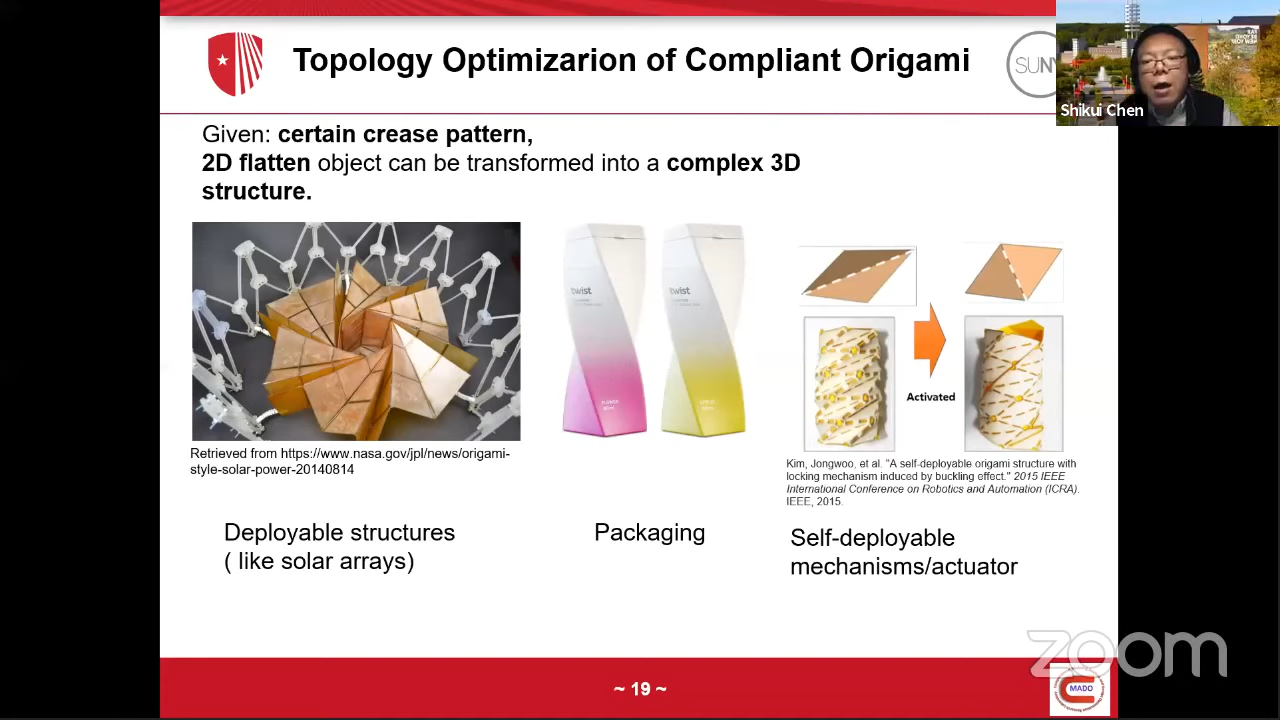 Topology Optimizarion of Compliant Origami
SUNY
Shikui Chen
Given: certain crease pattern,
2D flatten object can be transformed into a complex 3D
structure.
twist
twist
Activated
Retrieved from https://www.nasa.gov/jpl/news/origami-
style-solar-power-20140814
Kim, Jongwoo, et al. "A self-deployable origami structure with
locking mechanism induced by buckling effect." 2015 IEEE
International Conference on Robotics and Automation (ICRA).
IEEE, 2015.
Deployable structures
( like solar arrays)
Packaging
Self-deployable
mechanisms/actuator
zoom
~ 19 ~
MADO